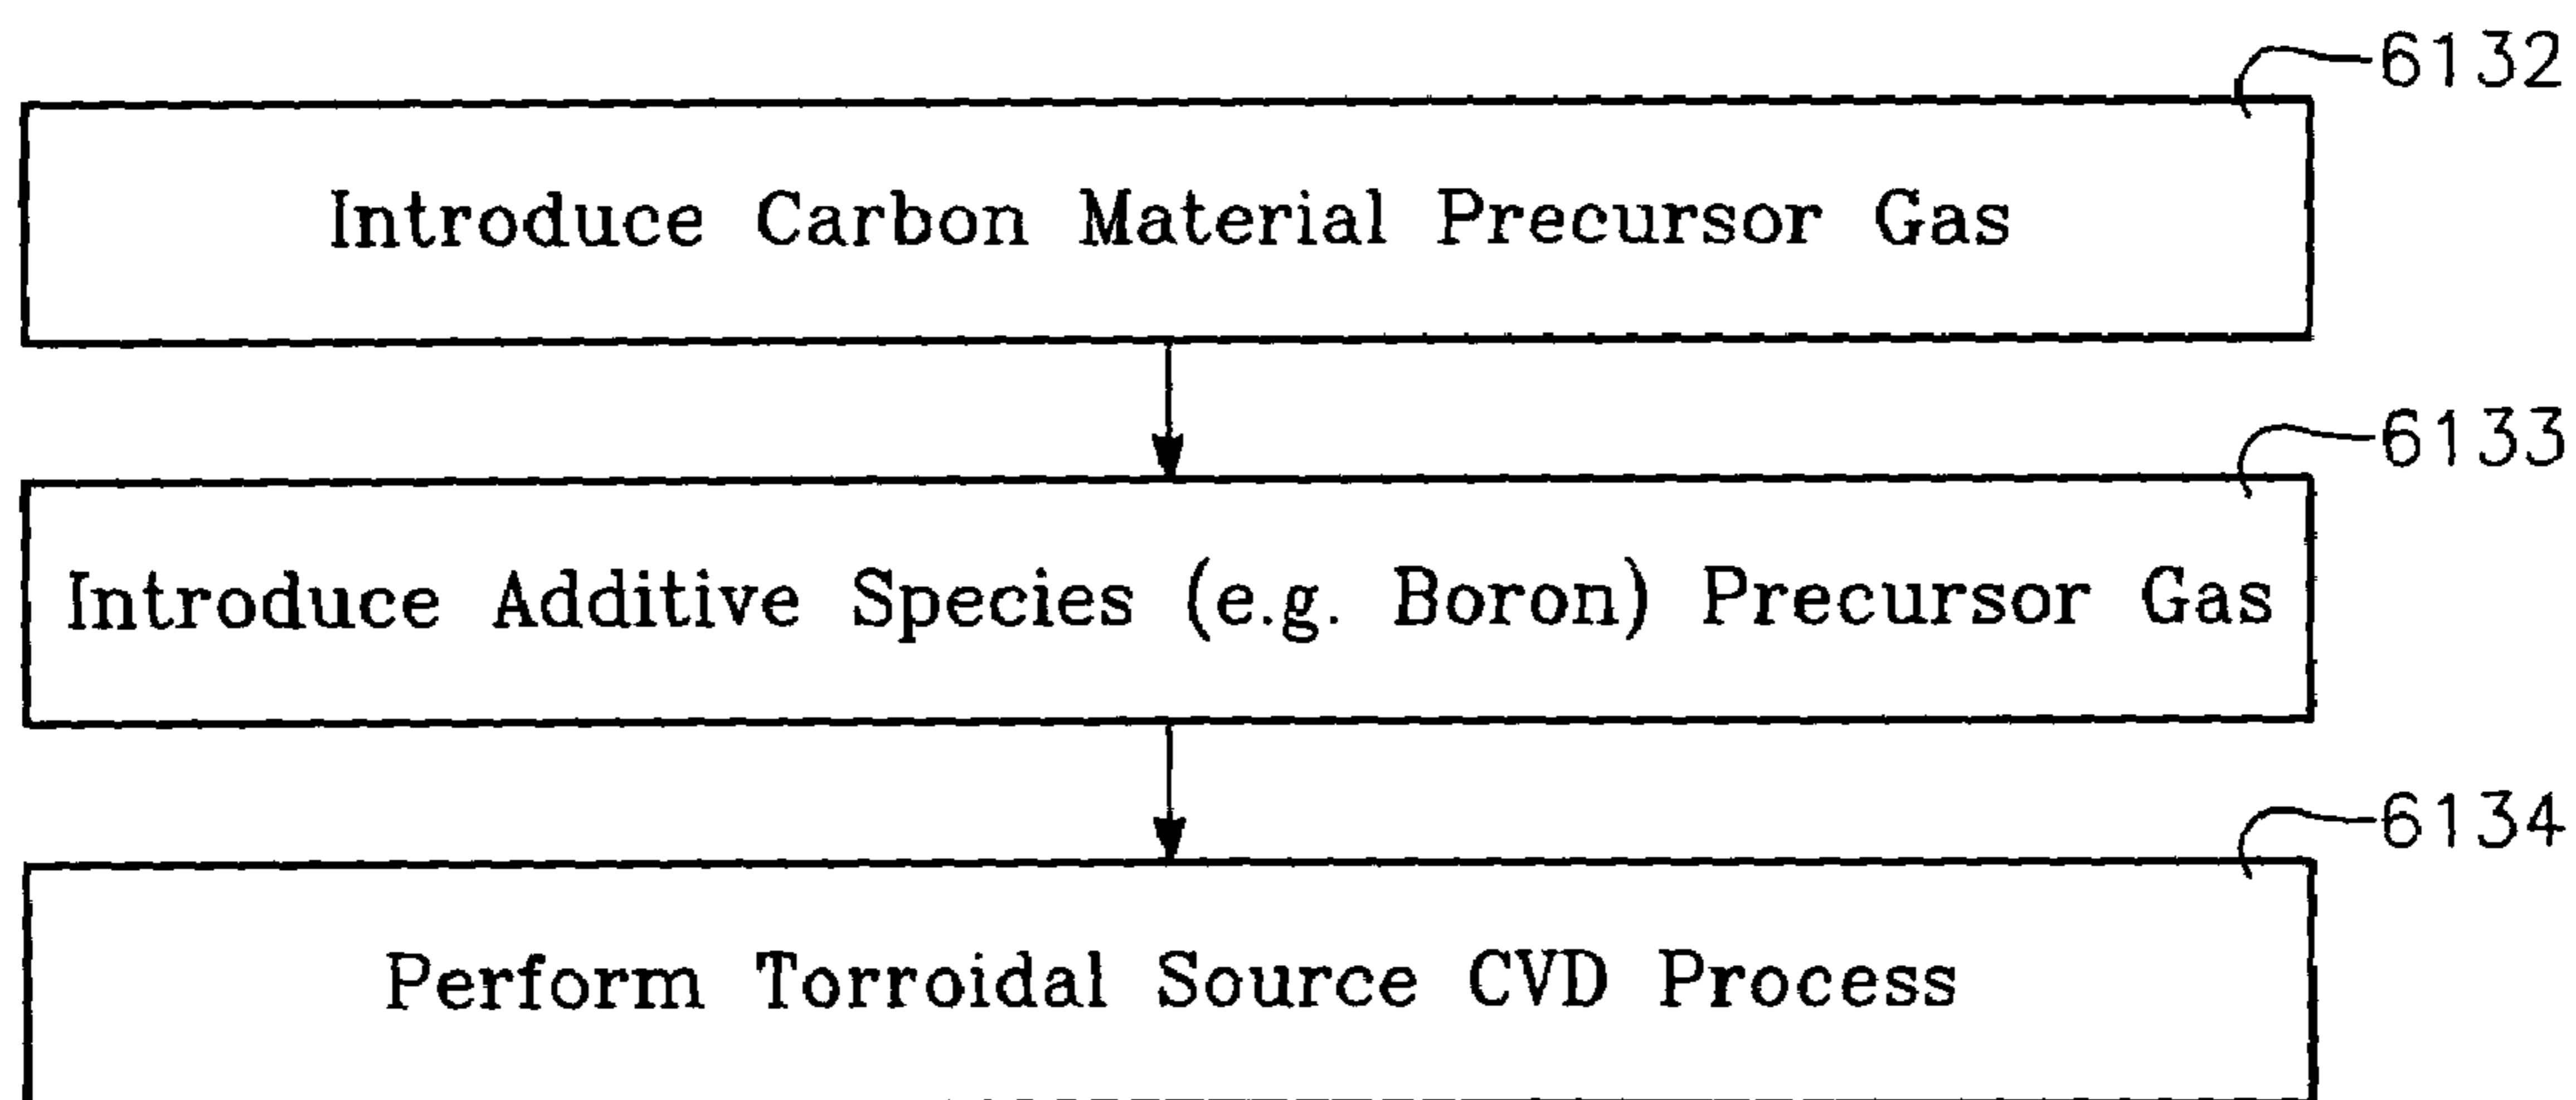 6132
Introduce Carbon Material Precursor Gas
6133
Introduce Additive Species (e.g. Boron) Precursor Gas
6134
Perform Torroidal Source CVD Process